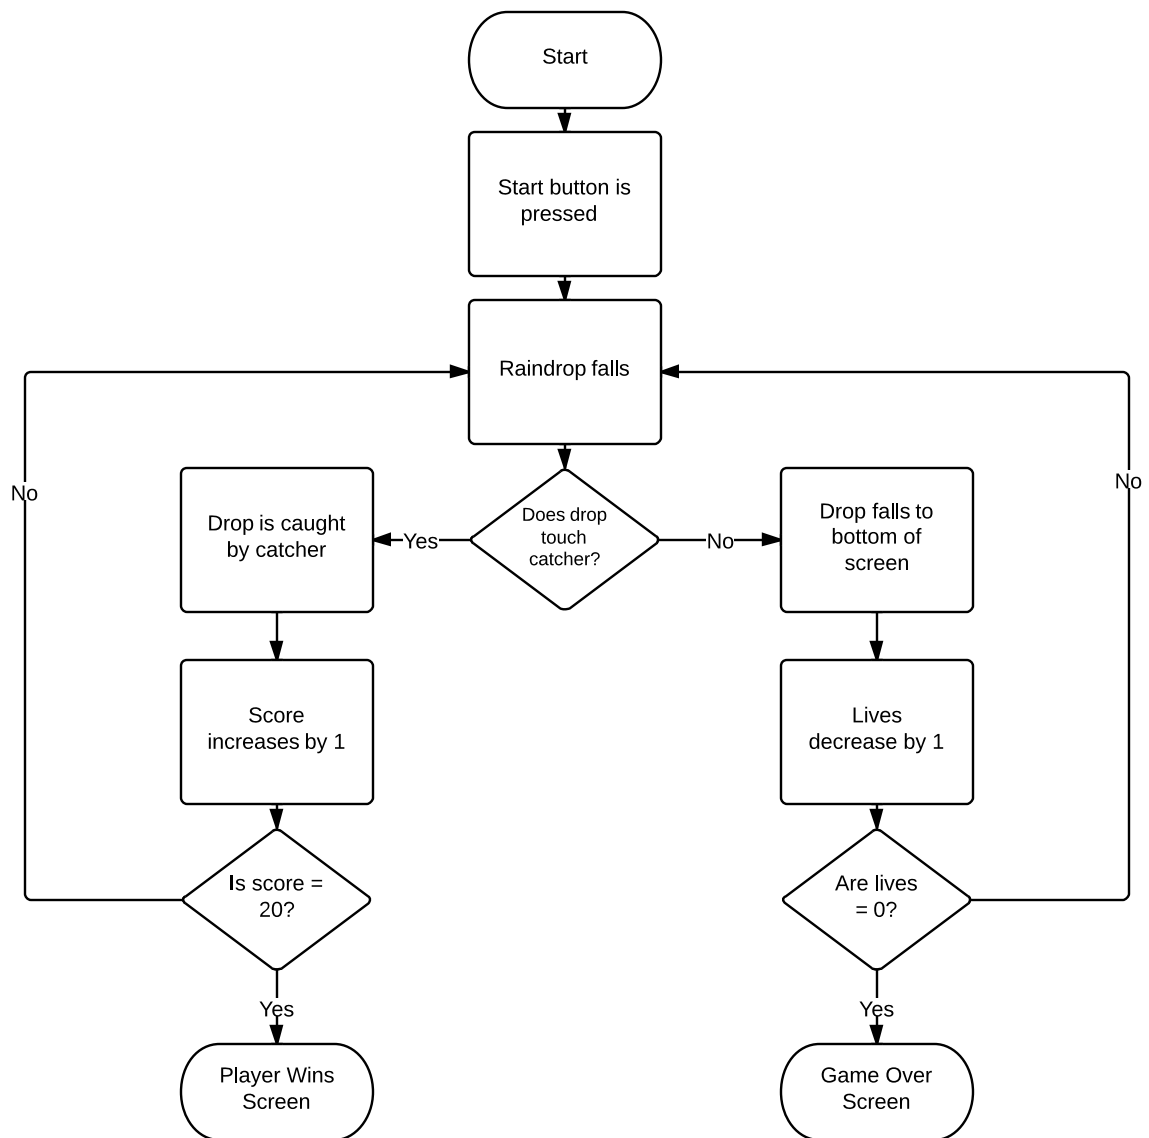 Start
Start button is
pressed
Raindrop falls
No
No
Drop is caught
by catcher
Yes
Does drop
touch
catcher?
No
Drop falls to
bottom of
screen
Score
increases by 1
Lives
decrease by 1
Is score =
20?
Are lives
= 0?
Yes
Yes
Player Wins
Screen
Game Over
Screen